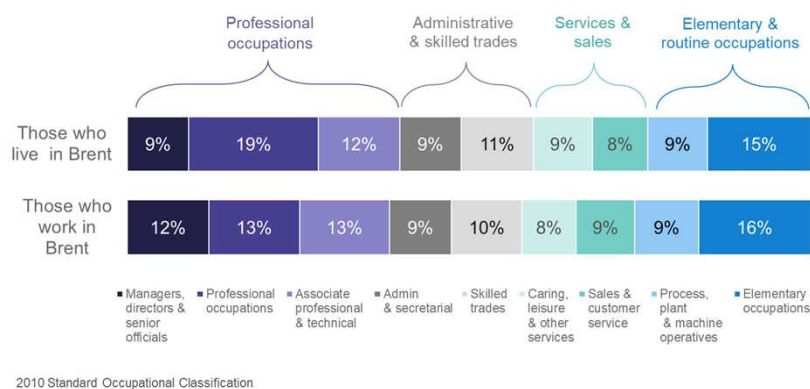 Professional
occupations
Administrative
& skilled trades
Services &
sales
Elementary &
routine occupations
Those who
live in Brent
9% 19% 12% 9% 11% 9% 8% 9% 15%
Those who
work in
Brent
12% 13% 13% 9% 10% 8% 9% 9% 16%
Managers,
directors &
senior
officials
Professional
occupations
Associate
professional
& technical
Admin
& secretarial
Skilled
trades
Caring,
leisure
& other
services
Sales &
customer
service
Process,
plant
& machine
operatives
Elementary
occupations
2010 Standard Occupational Classification